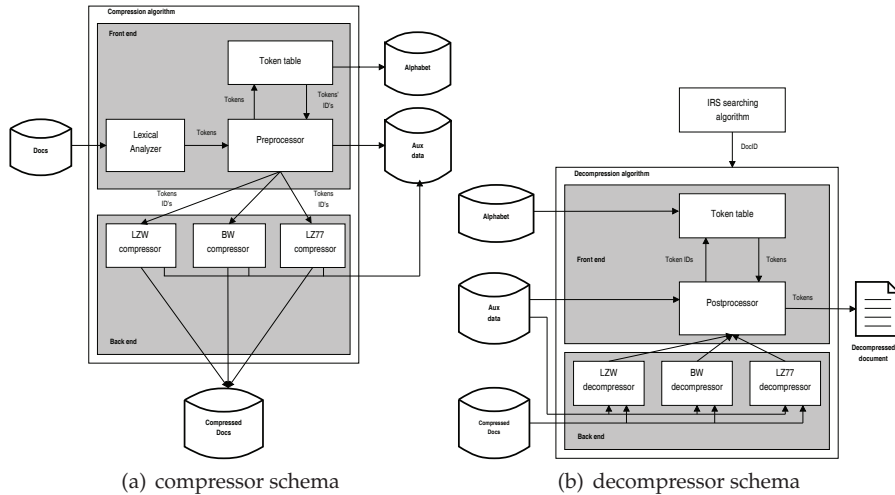 Compression algorithm
Front end
Token table
Alphabet
Tokens
Tokens'
ID's
Docs
Lexical
Analyzer
Tokens
Preprocessor
Aux
data
Tokens
ID's
Tokens
ID's
LZW
compressor
BW
compressor
LZ77
compressor
Back end
Compressed
Docs
(a) compressor schema
IRS searching
algorithm
DocID
Decompression algorithm
Alphabet
Token table
Front end
Token IDs
Tokens
Aux
data
Postprocessor
Tokens
Decompressed
document
LZW
decompressor
BW
decompressor
LZ77
decompressor
Compressed
Docs
Back end
(b) decompressor schema